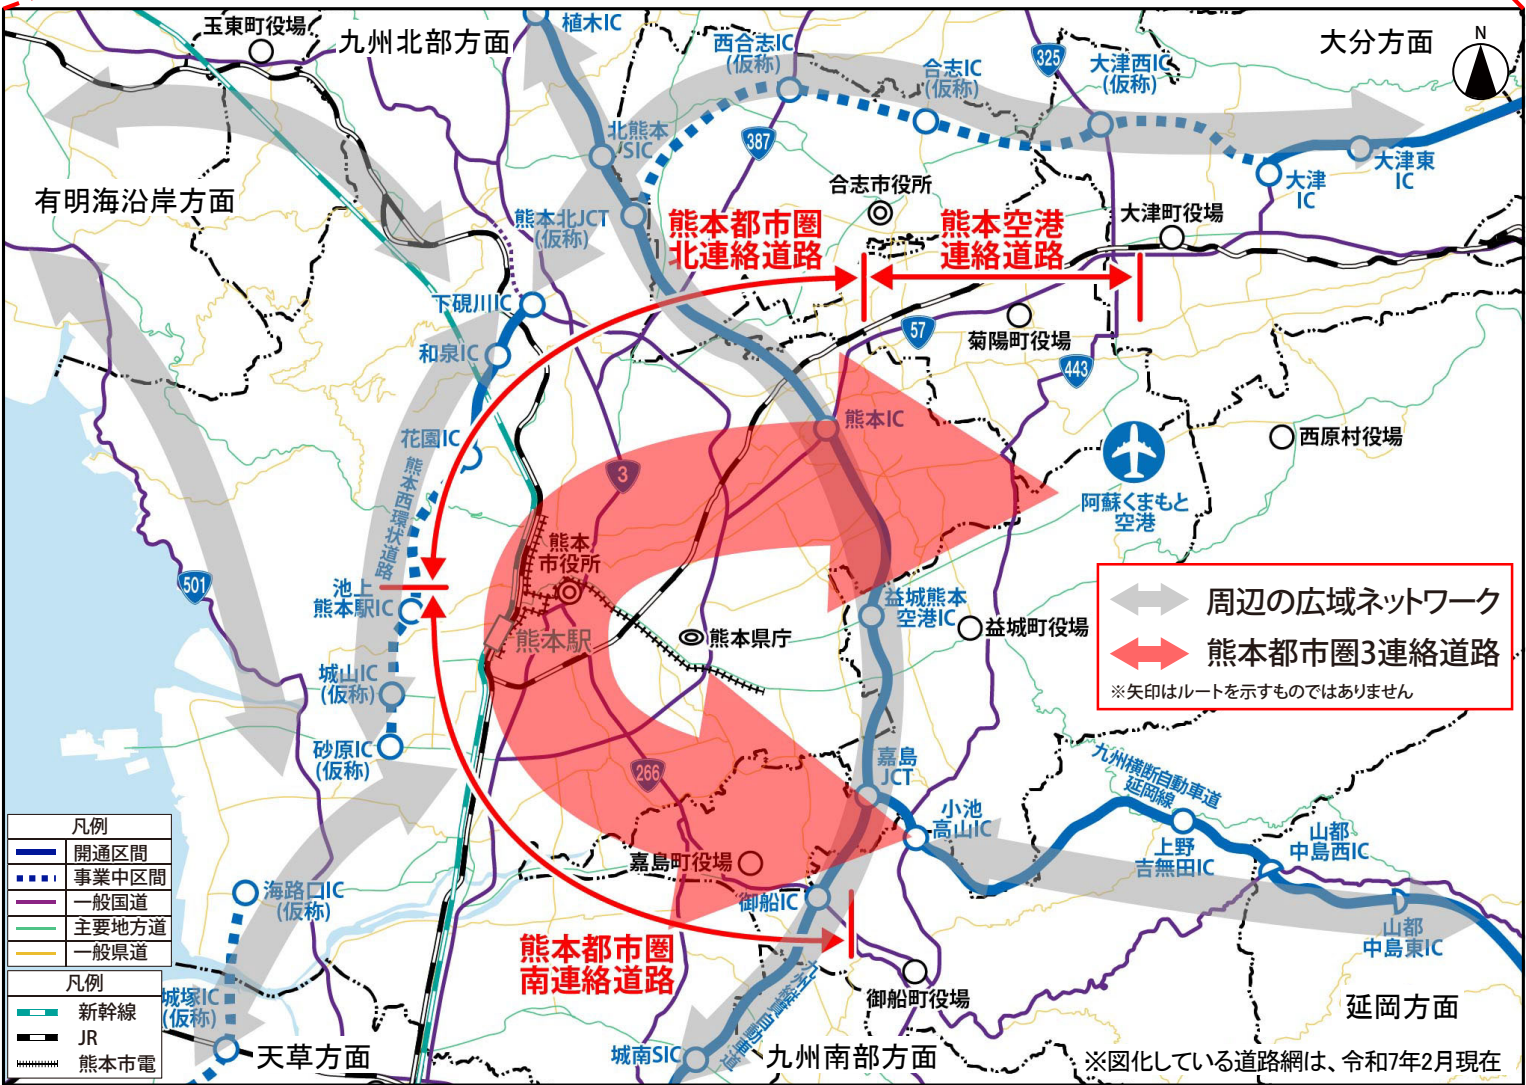 玉東町役場
九州北部方面
植木IC
西合志IC
(仮称)
合志IC
(仮称)
325
大津西IC
(仮称)
大分方面
N
北熊本
SIC
387
有明海沿岸方面
熊本北JCT
(仮称)
合志市役所
大津町役場
大津
IC
大津東
IC
熊本都市圏
北連絡道路
熊本空港
連絡道路
下硯川IC
和泉IC
57
菊陽町役場
443
花園IC
熊本西環状道路
熊本IC
西原村役場
3
阿蘇くまもと
空港
501
熊本
市役所
池上
熊本駅IC
熊本駅
熊本県庁
益城熊本
空港IC
益城町役場
周辺の広域ネットワーク
熊本都市圏3連絡道路
※矢印はルートを示すものではありません
城山IC
(仮称)
砂原IC
(仮称)
266
嘉島
JCT
小池
高山IC
九州横断自動車道
延岡線
上野
吉無田IC
山都
中島西IC
嘉島町役場
御船IC
山都
中島東IC
凡例
開通区間
事業中区間
一般国道
主要地方道
一般県道
海路口IC
(仮称)
熊本都市圏
南連絡道路
凡例
新幹線
JR
熊本市電
城塚IC
(仮称)
九州縦貫自動車道
御船町役場
延岡方面
天草方面
城南SIC
九州南部方面
※図化している道路網は、令和7年2月現在